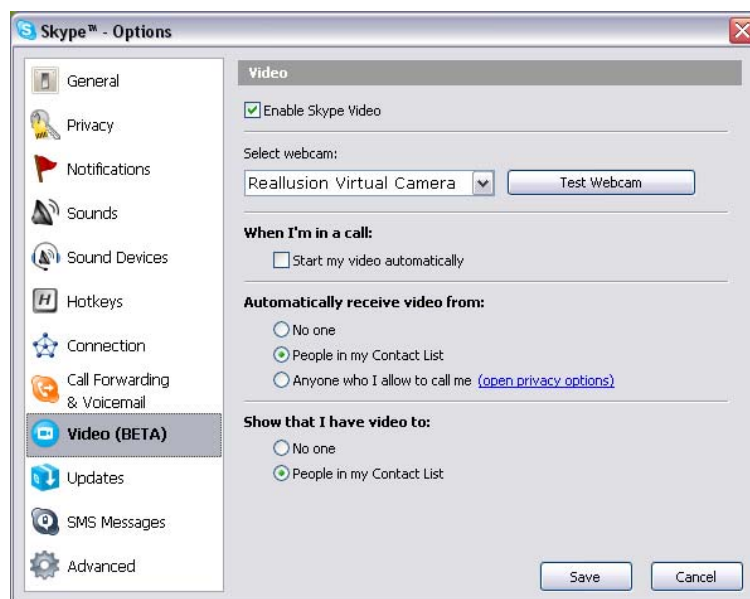 Skype™ - Options
General
Privacy
Notifications
Sounds
Sound Devices
Hotkeys
Connection
Call Forwarding
& Voicemail
Video (BETA)
Updates
SMS Messages
Advanced
Video
Enable Skype Video
Select webcam:
Reallusion Virtual Camera
Test Webcam
When I'm in a call:
Start my video automatically
Automatically receive video from:
No one
People in my Contact List
Anyone who I allow to call me (open privacy options)
Show that I have video to:
No one
People in my Contact List
Save
Cancel